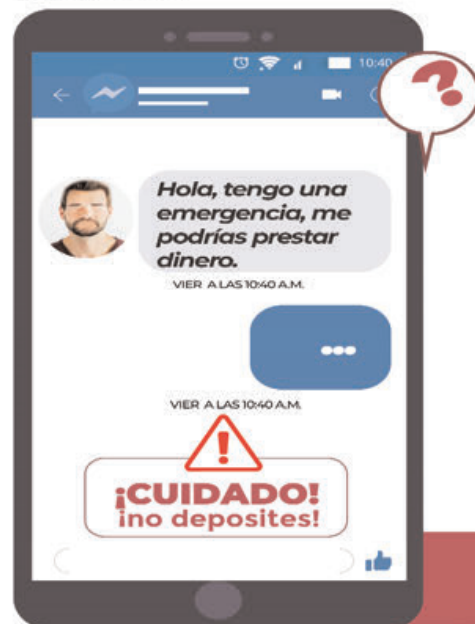 10:40
?
Hola, tengo una
emergencia, me
podrías prestar
dinero.
VIER A LAS 10:40 A.M.
...
VIER A LAS 10:40 A.M.
!
¡CUIDADO!
¡no deposites!